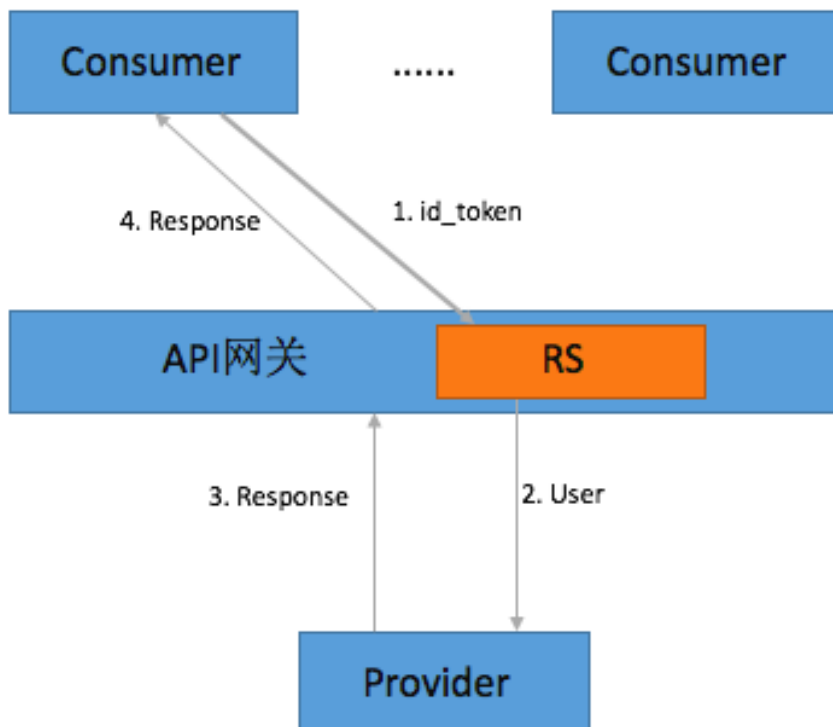 Consumer
......
Consumer
4. Response
1. id_token
API网关
RS
3. Response
2. User
Provider